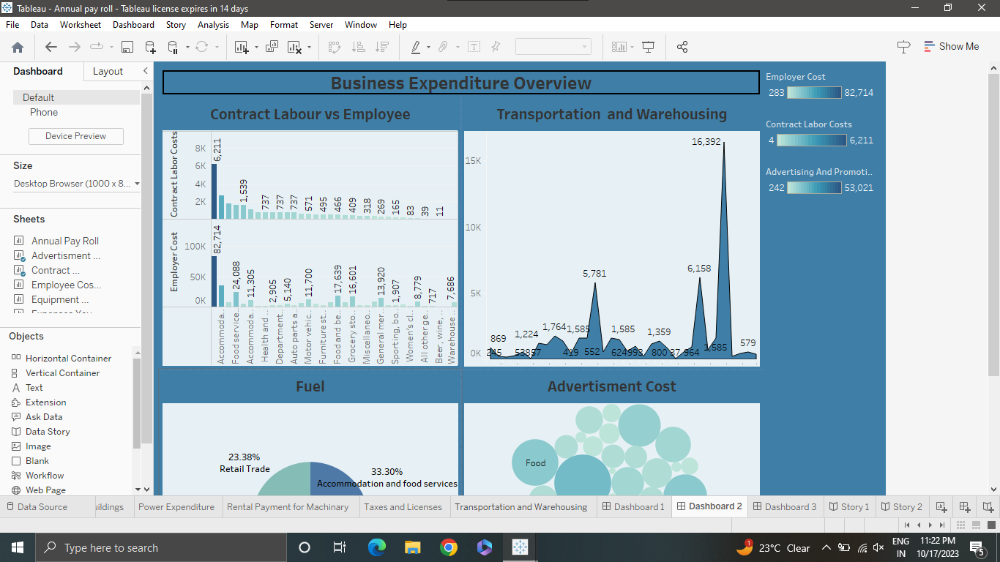 Tableau - Annual pay roll - Tableau license expires in 14 days
File Data Worksheet Dashboard Story Analysis Map Format Server Window Help
Show Me
Dashboard Layout
Default
Phone
Device Preview
Size
Desktop Browser (1000 x 8...
Sheets
Annual Pay Roll
Advertisment ...
Contract ...
Employee Cos...
Equipment ...
Objects
Horizontal Container
Vertical Container
Text
Extension
Ask Data
Data Story
Image
Blank
Workflow
Web Page
Business Expenditure Overview
Contract Labour vs Employee
Contract Labor Costs
8K
6K
4K
2K
6,211 1,539 737 737 737 571 495 466 409 318 269 165 83 39 11
Employer Cost
100K
50K
0K
82,714 24,088 11,305 2,905 5,140 11,700 17,639 16,601 13,920 1,907 8,779 717 7,686
Accommoda..
Food service..
Accommoda..
Health and ..
Department..
Auto parts a..
Motor vehic..
Furniture st..
Food and be..
Grocery sto..
Miscellaneo..
General mer..
Sporting, bo..
Women's cl..
All other ge..
Beer, wine, ..
Warehouse ..
Transportation and Warehousing
15K
10K
5K
0K
16,392
5,781 6,158
869 1,224 1,764 1,585 1,585 1,359 1,585 579
245 53857 419 552 624993 800 37 964
Fuel
23.38%
Retail Trade
33.30%
Accommodation and food services
Advertisment Cost
Food
Employer Cost
283 82,714
Contract Labor Costs
4 6,211
Advertising And Promoti..
242 53,021
Data Source uildings Power Expenditure Rental Payment for Machinary Taxes and Licenses Transportation and Warehousing Dashboard 1 Dashboard 2 Dashboard 3 Story 1 Story 2
Type here to search
1
23°C Clear
ENG
IN
11:22 PM
10/17/2023
5